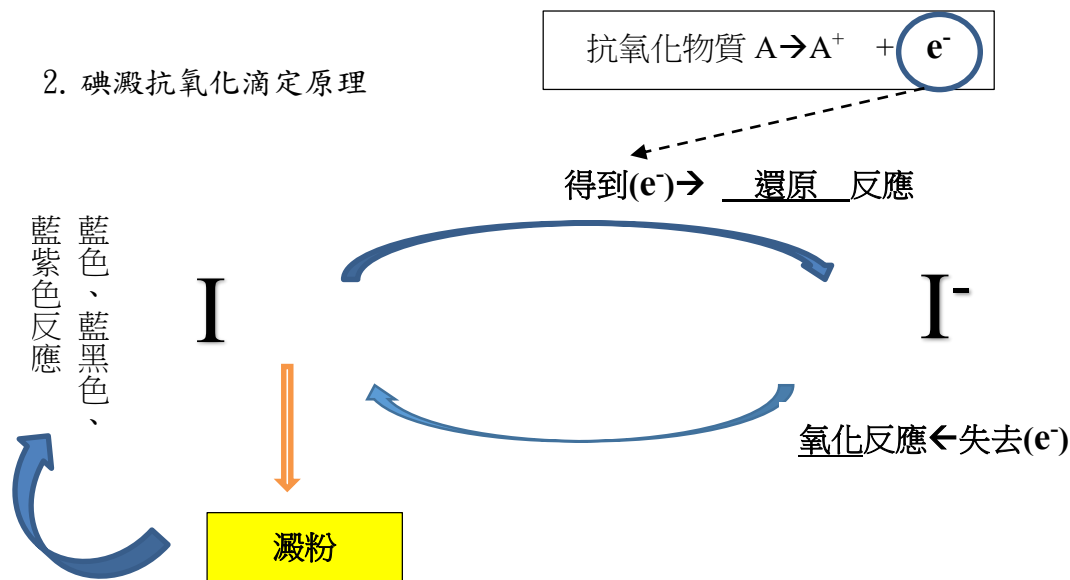 抗氧化物質 A→A⁺ + e⁻
2. 碘澱抗氧化滴定原理
得到(e⁻)→ 還原 反應
藍色、藍黑色、
藍紫色反應
I
I⁻
氧化反應←失去(e⁻)
澱粉